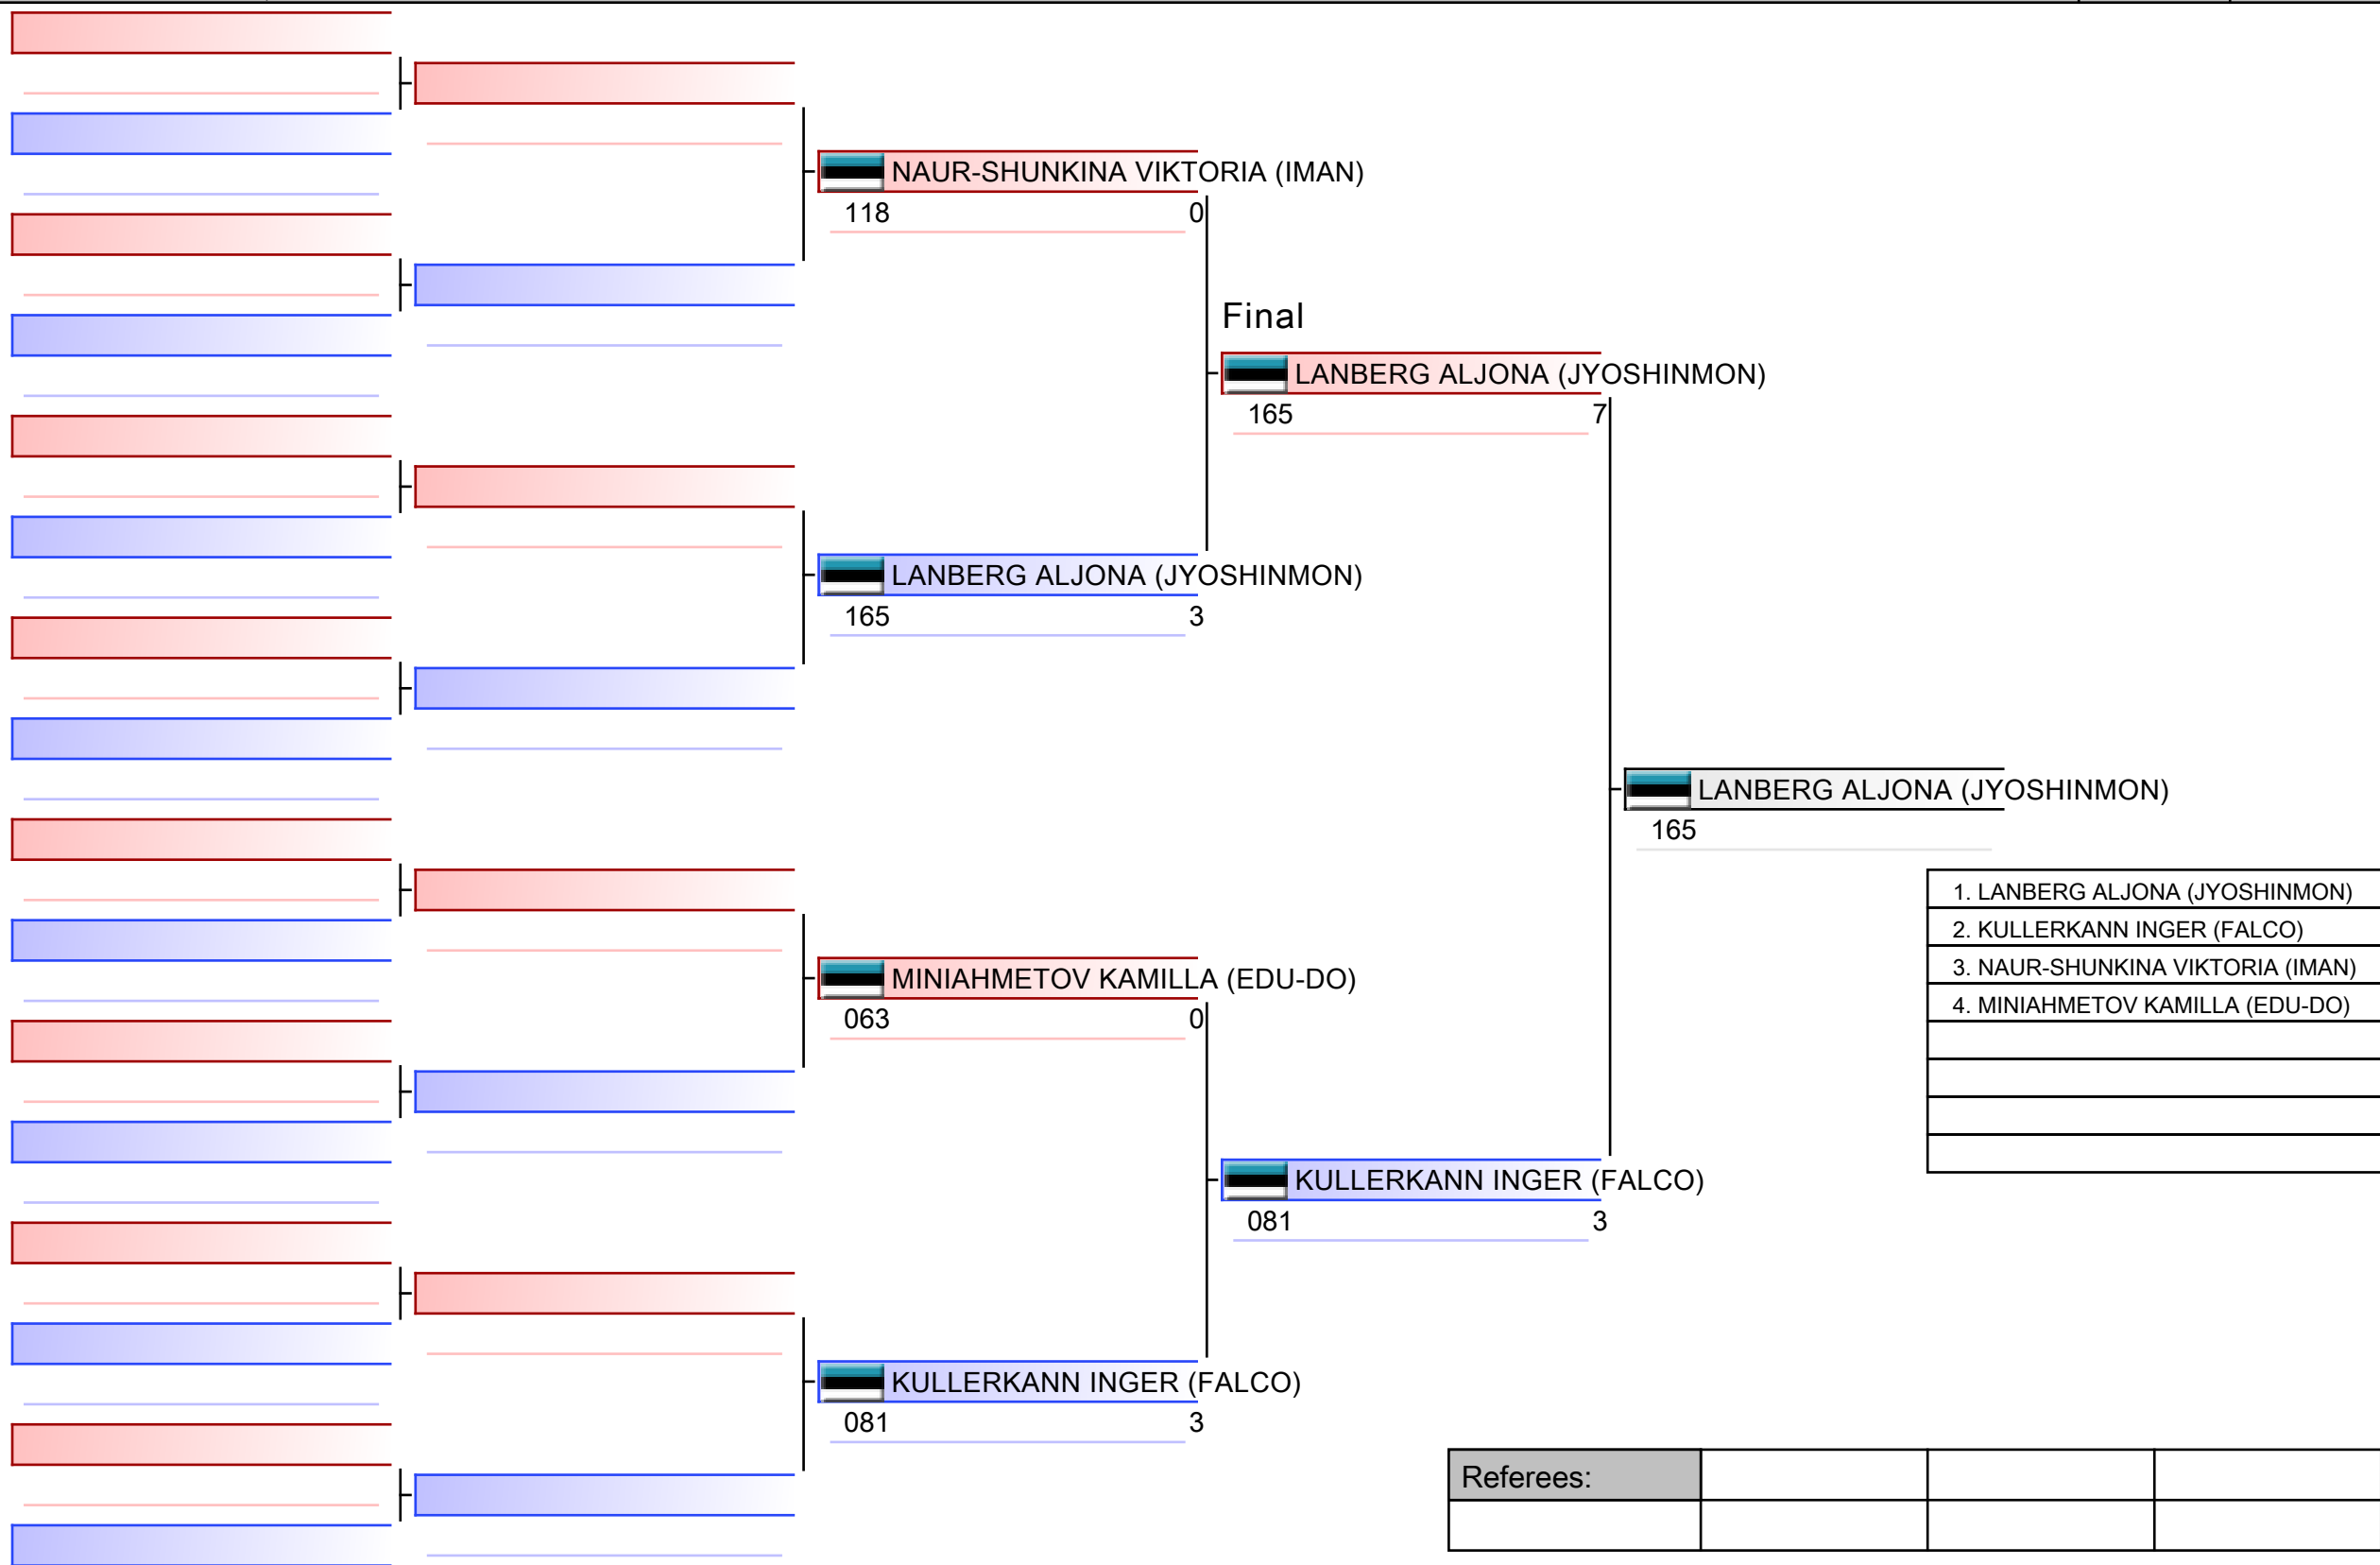 NAUR-SHUNKINA VIKTORIA (IMAN)
118 0
Final
LANBERG ALJONA (JYOSHINMON)
165 7
LANBERG ALJONA (JYOSHINMON)
165 3
LANBERG ALJONA (JYOSHINMON)
165
1. LANBERG ALJONA (JYOSHINMON)
2. KULLERKANN INGER (FALCO)
3. NAUR-SHUNKINA VIKTORIA (IMAN)
4. MINIAHMETOV KAMILLA (EDU-DO)
MINIAHMETOV KAMILLA (EDU-DO)
063 0
KULLERKANN INGER (FALCO)
081 3
KULLERKANN INGER (FALCO)
081 3
Referees: